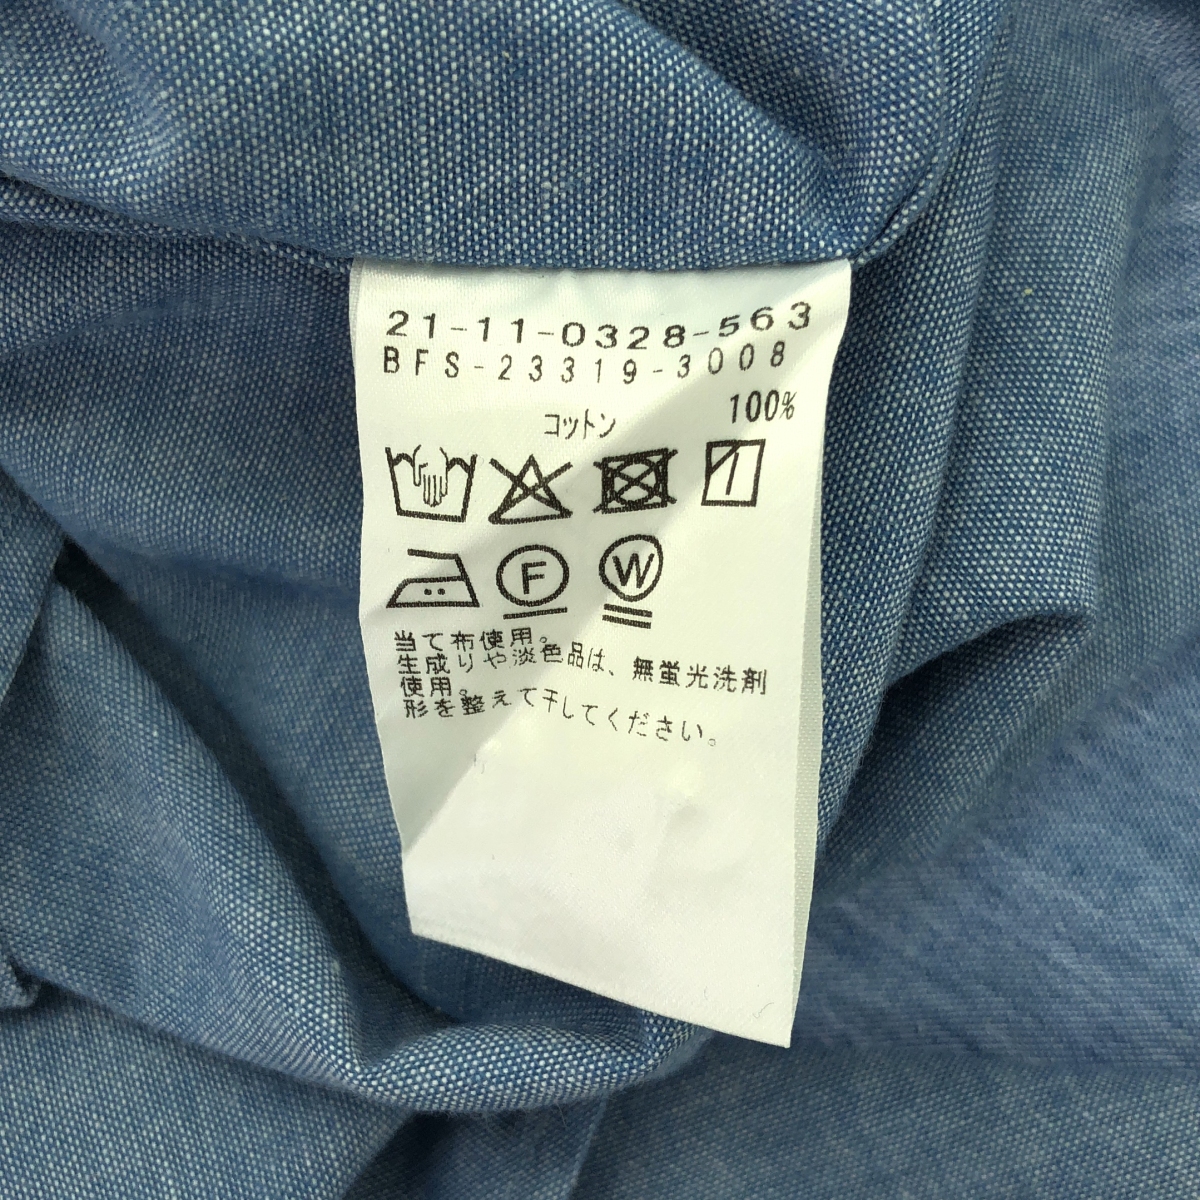 21-11-0328-563
BFS-23319-3008
コットン 100%
F W
当て布使用。
生成りや淡色品は、無蛍光洗剤
使用。
形を整えて干してください。